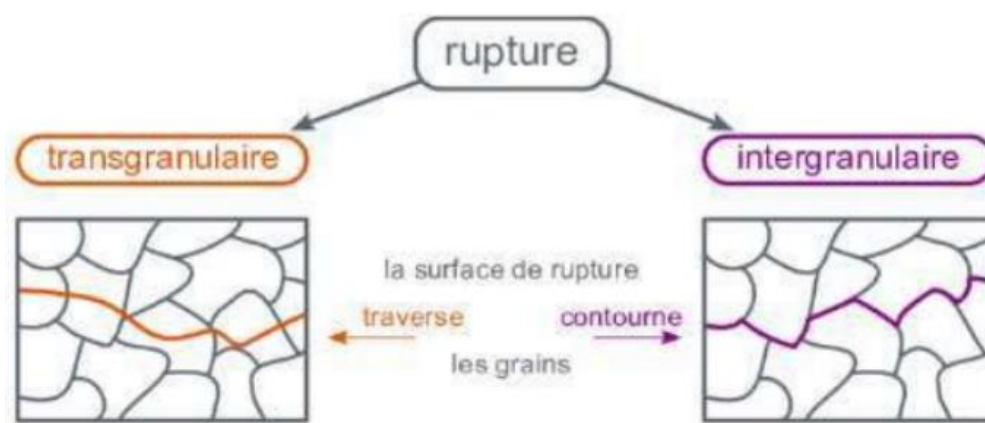 rupture
transgranulaire
intergranulaire
la surface de rupture
traverse
contourne
les grains